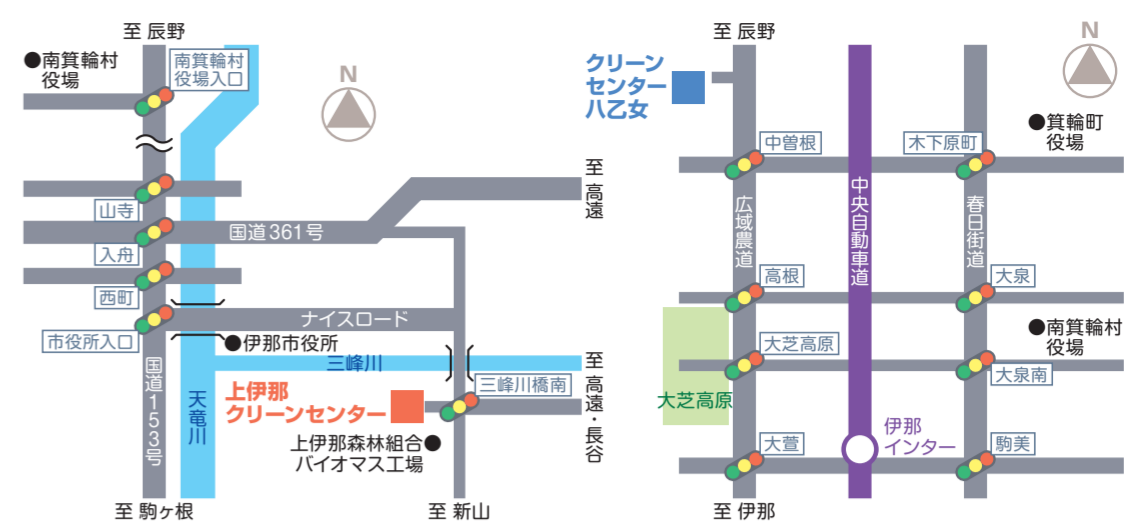 至 辰野
●南箕輪村
役場
南箕輪村
役場入口
N
至 高遠
山寺
国道361号
入舟
西町
ナイスロード
市役所入口
●伊那市役所
三峰川
至 高遠・長谷
国道153号
天竜川
上伊那
クリーンセンター
三峰川橋南
上伊那森林組合●
バイオマス工場
至 駒ヶ根
至 新山
至 辰野
N
クリーン
センター
八乙女
中曽根
木下原町
●箕輪町
役場
広域農道
中央自動車道
春日街道
高根
大泉
●南箕輪村
役場
大芝高原
大泉南
大芝高原
大萱
伊那
インター
駒美
至 伊那